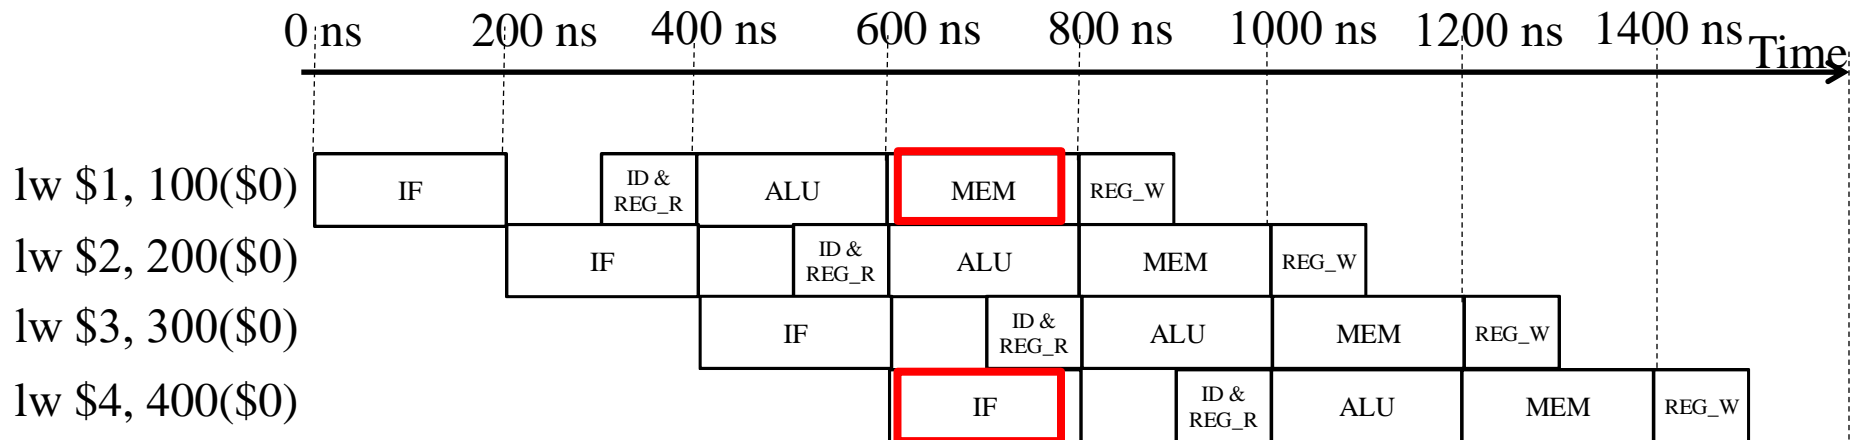 0 ns 200 ns 400 ns 600 ns 800 ns 1000 ns 1200 ns 1400 ns Time
lw $1, 100($0) IF ID & REG_R ALU MEM REG_W
lw $2, 200($0) IF ID & REG_R ALU MEM REG_W
lw $3, 300($0) IF ID & REG_R ALU MEM REG_W
lw $4, 400($0) IF ID & REG_R ALU MEM REG_W